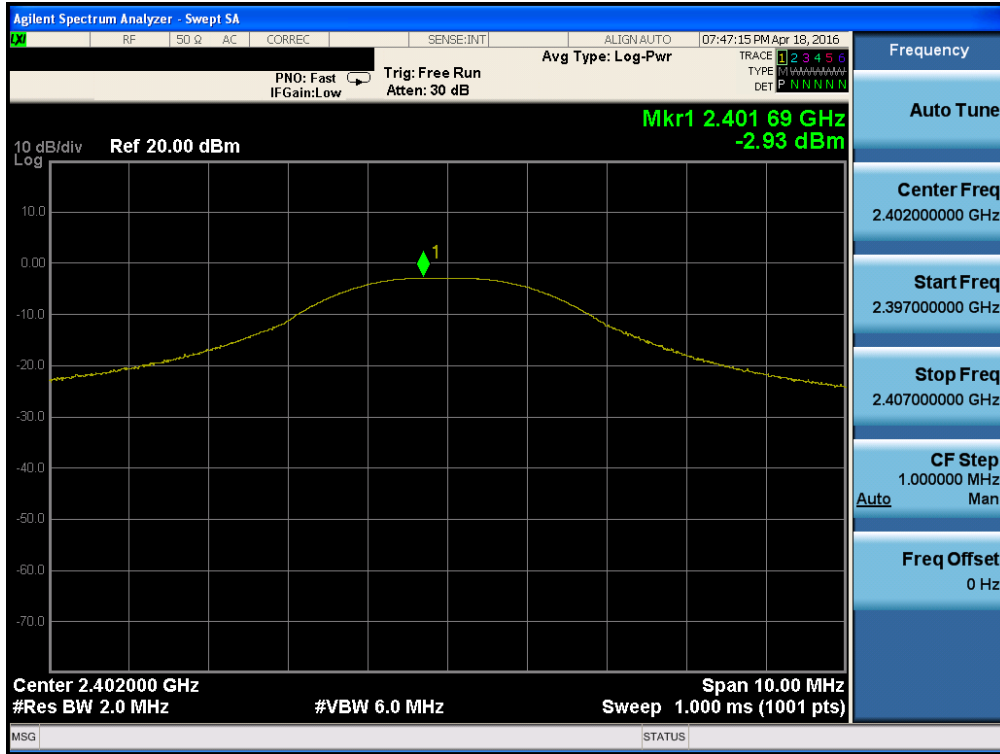 Agilent Spectrum Analyzer - Swept SA
LXI RF 50 Ω AC CORREC SENSE:INT ALIGN AUTO 07:47:15 PM Apr 18, 2016
PNO: Fast Trig: Free Run Avg Type: Log-Pwr TRACE 1 2 3 4 5 6
IFGain:Low Atten: 30 dB TYPE M WWWWW
DET P N N N N N
Mkr1 2.401 69 GHz
-2.93 dBm
10 dB/div Ref 20.00 dBm
Log
10.0
0.00
-10.0
-20.0
-30.0
-40.0
-50.0
-60.0
-70.0
1
Center 2.402000 GHz Span 10.00 MHz
#Res BW 2.0 MHz #VBW 6.0 MHz Sweep 1.000 ms (1001 pts)
MSG STATUS
Frequency
Auto Tune
Center Freq
2.402000000 GHz
Start Freq
2.397000000 GHz
Stop Freq
2.407000000 GHz
CF Step
1.000000 MHz
Auto Man
Freq Offset
0 Hz